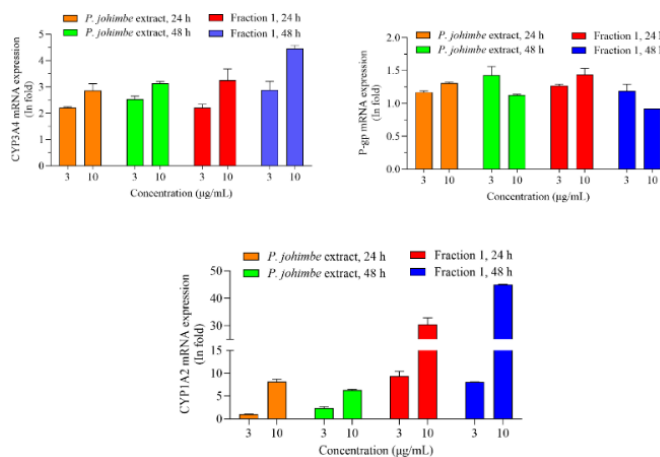 P. johimbe extract, 24 h
Fraction 1, 24 h
P. johimbe extract, 48 h
Fraction 1, 48 h
CYP3A4 mRNA expression
(In fold)
5
4
3
2
1
0
3 10 3 10 3 10 3 10
Concentration (µg/mL)
P. johimbe extract, 24 h
Fraction 1, 24 h
P. johimbe extract, 48 h
Fraction 1, 48 h
P-gp mRNA expression
(In fold)
2.0
1.5
1.0
0.5
0.0
3 10 3 10 3 10 3 10
Concentration (µg/mL)
P. johimbe extract, 24 h
Fraction 1, 24 h
P. johimbe extract, 48 h
Fraction 1, 48 h
CYP1A2 mRNA expression
(In fold)
50
40
30
15
10
5
0
3 10 3 10 3 10 3 10
Concentration (µg/mL)